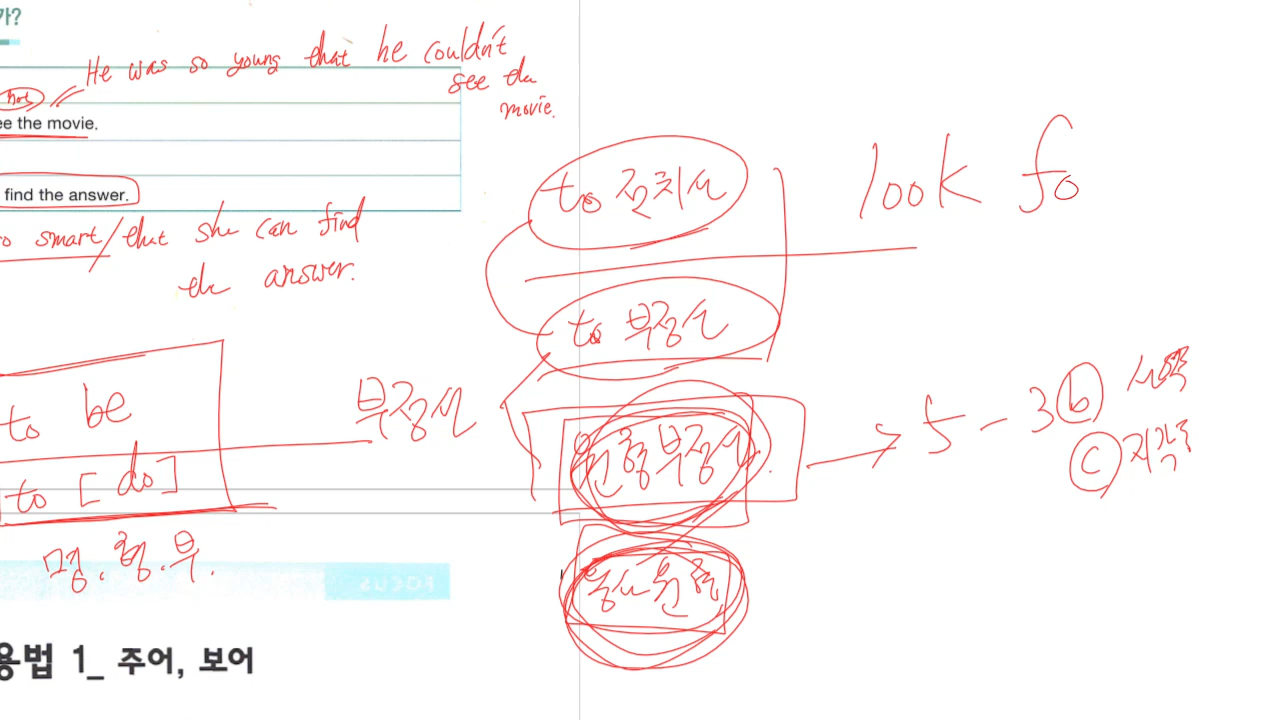 가?
He was so young that he couldn't
see the
movie.
not
ee the movie.
find the answer.
o smart/that she can find
the answer.
to 전치사
look fo
to 부정사
to be
to [do]
부정사
원형부정사
→ 5-3 ⓑ 사역
ⓒ 지각
명.형.부.
동사원형
FOCUS
용법 1_ 주어, 보어